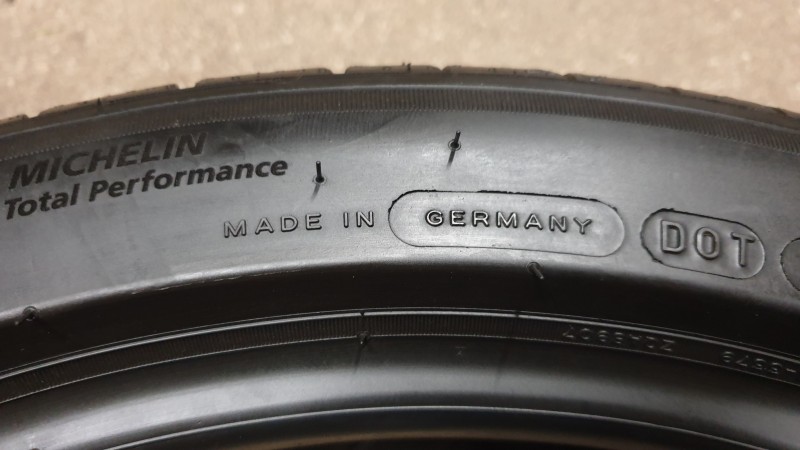 MICHELIN
Total Performance
MADE IN GERMANY DOT